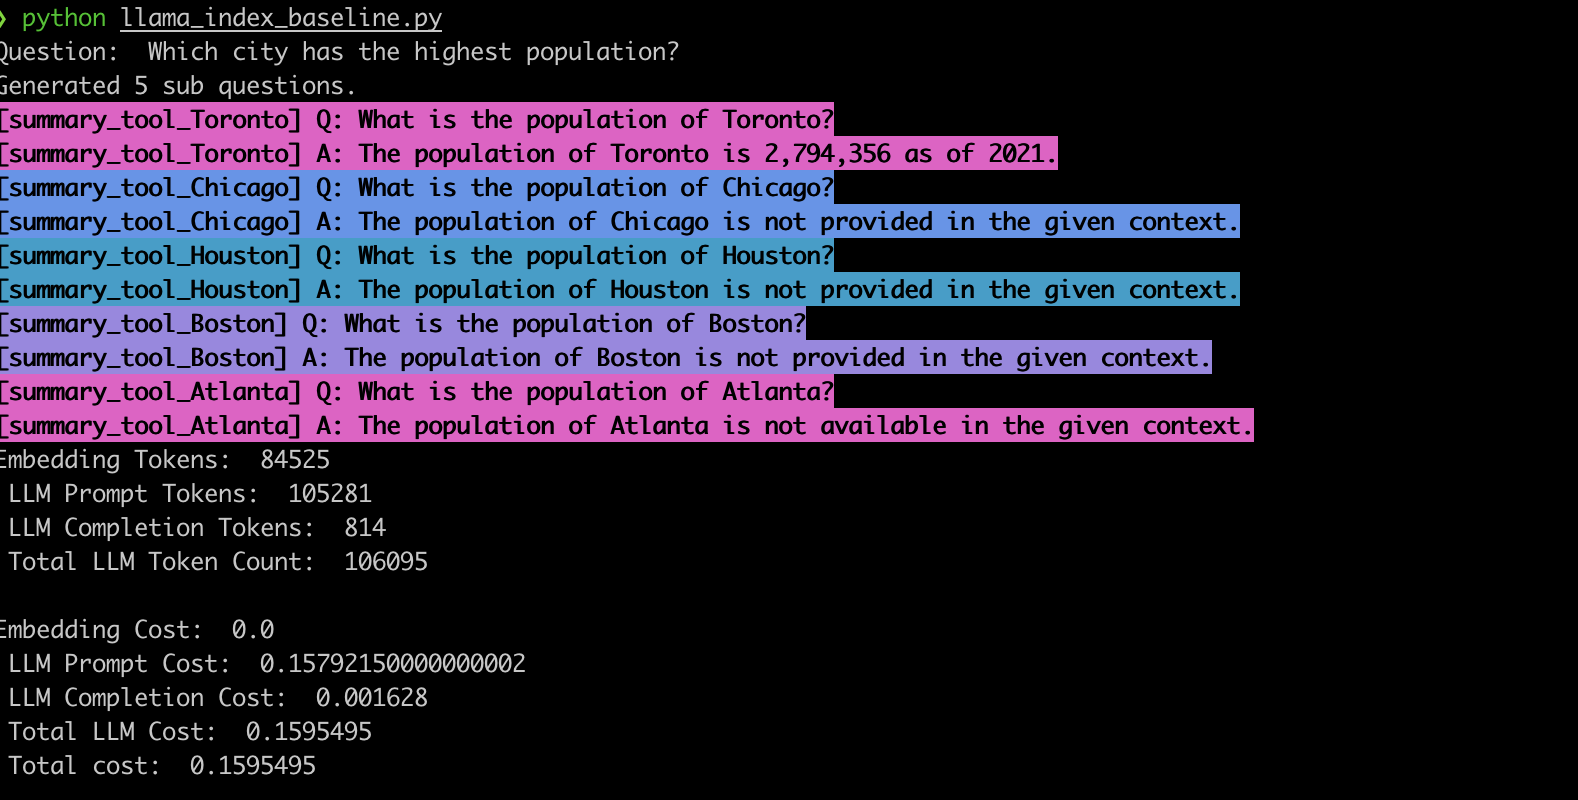 ❯ python llama_index_baseline.py
Question:  Which city has the highest population?
Generated 5 sub questions.
[summary_tool_Toronto] Q: What is the population of Toronto?
[summary_tool_Toronto] A: The population of Toronto is 2,794,356 as of 2021.
[summary_tool_Chicago] Q: What is the population of Chicago?
[summary_tool_Chicago] A: The population of Chicago is not provided in the given context.
[summary_tool_Houston] Q: What is the population of Houston?
[summary_tool_Houston] A: The population of Houston is not provided in the given context.
[summary_tool_Boston] Q: What is the population of Boston?
[summary_tool_Boston] A: The population of Boston is not provided in the given context.
[summary_tool_Atlanta] Q: What is the population of Atlanta?
[summary_tool_Atlanta] A: The population of Atlanta is not available in the given context.
Embedding Tokens:  84525
LLM Prompt Tokens:  105281
LLM Completion Tokens:  814
Total LLM Token Count:  106095
Embedding Cost:  0.0
LLM Prompt Cost:  0.15792150000000002
LLM Completion Cost:  0.001628
Total LLM Cost:  0.1595495
Total cost:  0.1595495